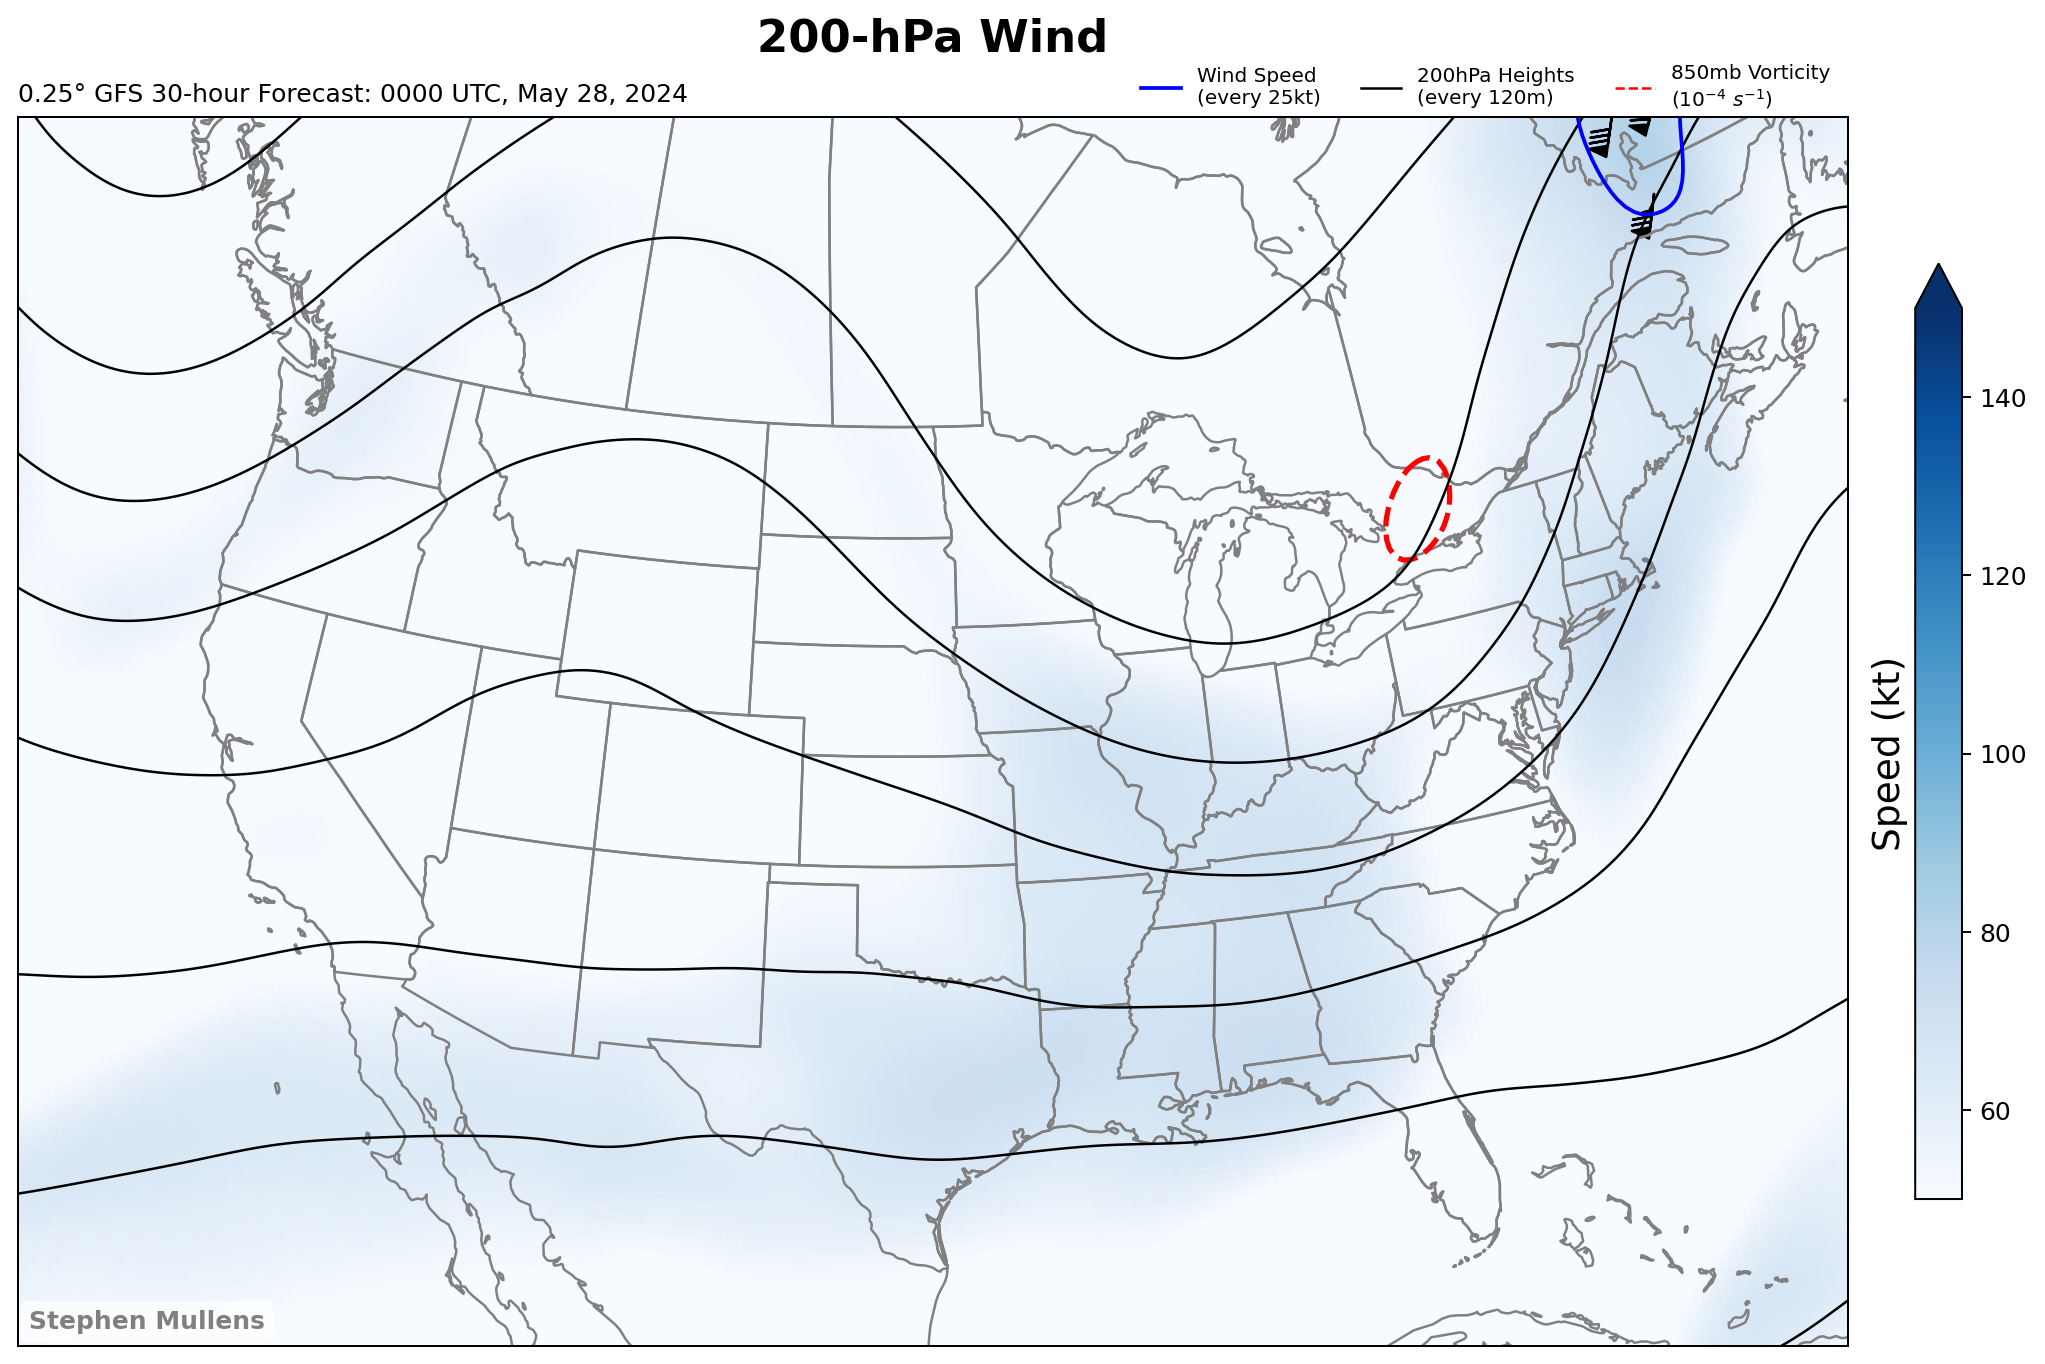 200-hPa Wind
0.25° GFS 30-hour Forecast: 0000 UTC, May 28, 2024
Wind Speed
(every 25kt)
200hPa Heights
(every 120m)
850mb Vorticity
(10⁻⁴ s⁻¹)
140
120
100
80
60
Speed (kt)
Stephen Mullens